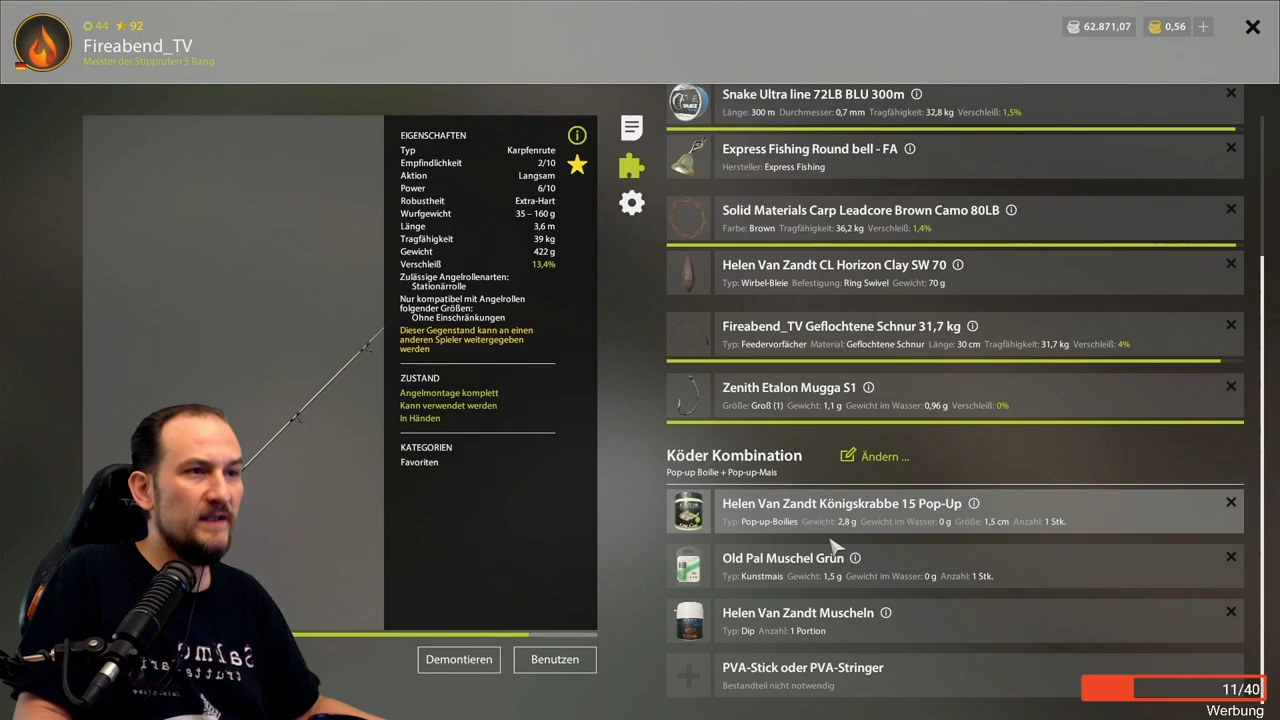 44 92
Fireabend_TV
Meister der Stippruten 5 Rang
62.871,07
0,56
EIGENSCHAFTEN
Typ Karpfenrute
Empfindlichkeit 2/10
Aktion Langsam
Power 6/10
Robustheit Extra-Hart
Wurfgewicht 35 – 160 g
Länge 3,6 m
Tragfähigkeit 39 kg
Gewicht 422 g
Verschleiß 13,4%
Zulässige Angelrollenarten:
Stationärrolle
Nur kompatibel mit Angelrollen
folgender Größen:
Ohne Einschränkungen
Dieser Gegenstand kann an einen
anderen Spieler weitergegeben
werden
ZUSTAND
Angelmontage komplett
Kann verwendet werden
In Händen
KATEGORIEN
Favoriten
Demontieren
Benutzen
Snake Ultra line 72LB BLU 300m
Länge: 300 m Durchmesser: 0,7 mm Tragfähigkeit: 32,8 kg Verschleiß: 1,5%
Express Fishing Round bell - FA
Hersteller: Express Fishing
Solid Materials Carp Leadcore Brown Camo 80LB
Farbe: Brown Tragfähigkeit: 36,2 kg Verschleiß: 1,4%
Helen Van Zandt CL Horizon Clay SW 70
Typ: Wirbel-Bleie Befestigung: Ring Swivel Gewicht: 70 g
Fireabend_TV Geflochtene Schnur 31,7 kg
Typ: Feedervorfächer Material: Geflochtene Schnur Länge: 30 cm Tragfähigkeit: 31,7 kg Verschleiß: 4%
Zenith Etalon Mugga S1
Größe: Groß (1) Gewicht: 1,1 g Gewicht im Wasser: 0,96 g Verschleiß: 0%
Köder Kombination
Ändern ...
Pop-up Boilie + Pop-up-Mais
Helen Van Zandt Königskrabbe 15 Pop-Up
Typ: Pop-up-Boilies Gewicht: 2,8 g Gewicht im Wasser: 0 g Größe: 1,5 cm Anzahl: 1 Stk.
Old Pal Muschel Grün
Typ: Kunstmais Gewicht: 1,5 g Gewicht im Wasser: 0 g Anzahl: 1 Stk.
Helen Van Zandt Muscheln
Typ: Dip Anzahl: 1 Portion
PVA-Stick oder PVA-Stringer
Bestandteil nicht notwendig
11/40
Werbung